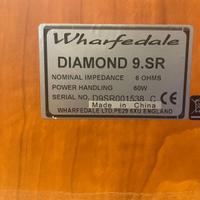 Wharfedale
DIAMOND 9.SR
NOMINAL IMPEDANCE 6 OHMS
POWER HANDLING 60W
SERIAL NO. D9SR001538 C
Made in China
WHARFEDALE LTD.PE29 6XU ENGLAND